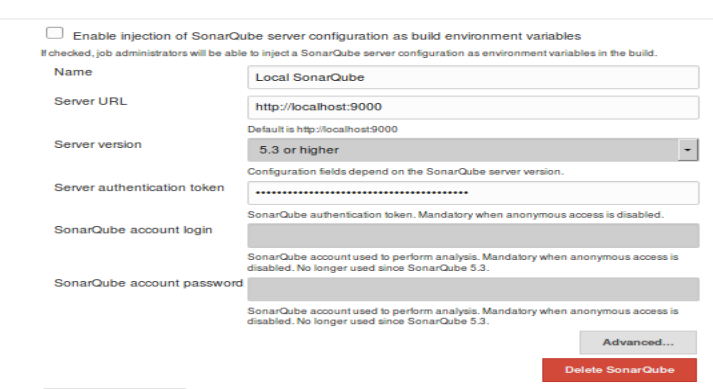 Enable injection of SonarQube server configuration as build environment variables
If checked, job administrators will be able to inject a SonarQube server configuration as environment variables in the build.
Name
Local SonarQube
Server URL
http://localhost:9000
Default is http://localhost:9000
Server version
5.3 or higher
Configuration fields depend on the SonarQube server version.
Server authentication token
••••••••••••••••••••••••••••••••••••••••
SonarQube authentication token. Mandatory when anonymous access is disabled.
SonarQube account login
SonarQube account used to perform analysis. Mandatory when anonymous access is
disabled. No longer used since SonarQube 5.3.
SonarQube account password
SonarQube account used to perform analysis. Mandatory when anonymous access is
disabled. No longer used since SonarQube 5.3.
Advanced...
Delete SonarQube